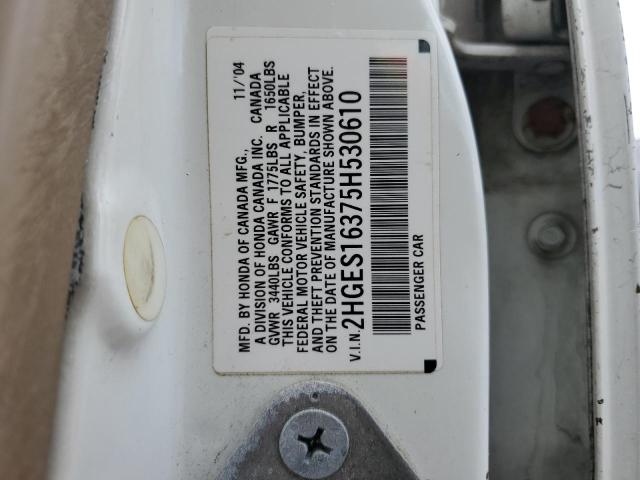 MFD. BY HONDA OF CANADA MFG., 11/'04
A DIVISION OF HONDA CANADA INC. CANADA
GVWR 3440LBS GAWR F 1775LBS R 1650LBS
THIS VEHICLE CONFORMS TO ALL APPLICABLE
FEDERAL MOTOR VEHICLE SAFETY, BUMPER,
AND THEFT PREVENTION STANDARDS IN EFFECT
ON THE DATE OF MANUFACTURE SHOWN ABOVE.
V.I.N. 2HGES16375H530610
PASSENGER CAR